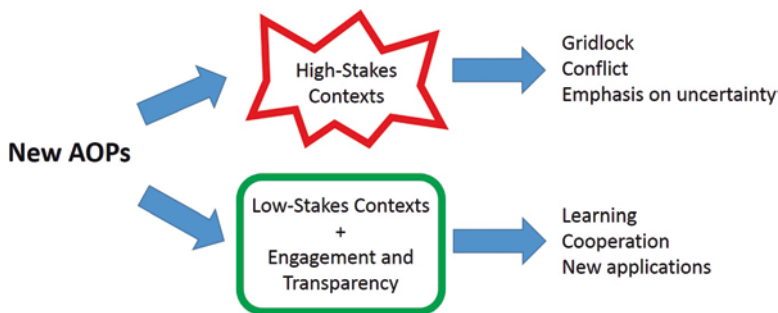 New AOPs
High-Stakes
Contexts
Gridlock
Conflict
Emphasis on uncertainty
Low-Stakes Contexts
+
Engagement and
Transparency
Learning
Cooperation
New applications